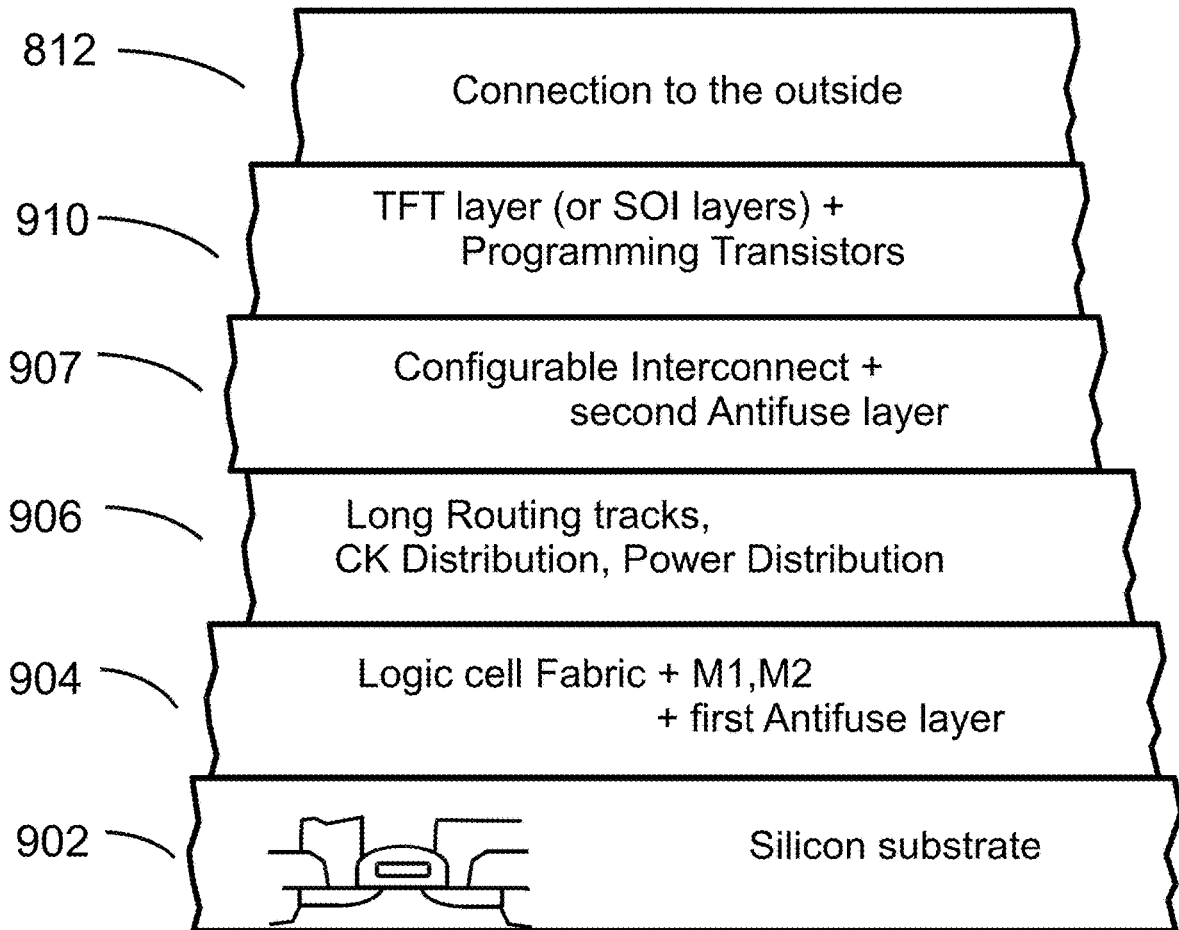 812
Connection to the outside
910
TFT layer (or SOI layers) +
Programming Transistors
907
Configurable Interconnect +
second Antifuse layer
906
Long Routing tracks,
CK Distribution, Power Distribution
904
Logic cell Fabric + M1,M2
+ first Antifuse layer
902
Silicon substrate